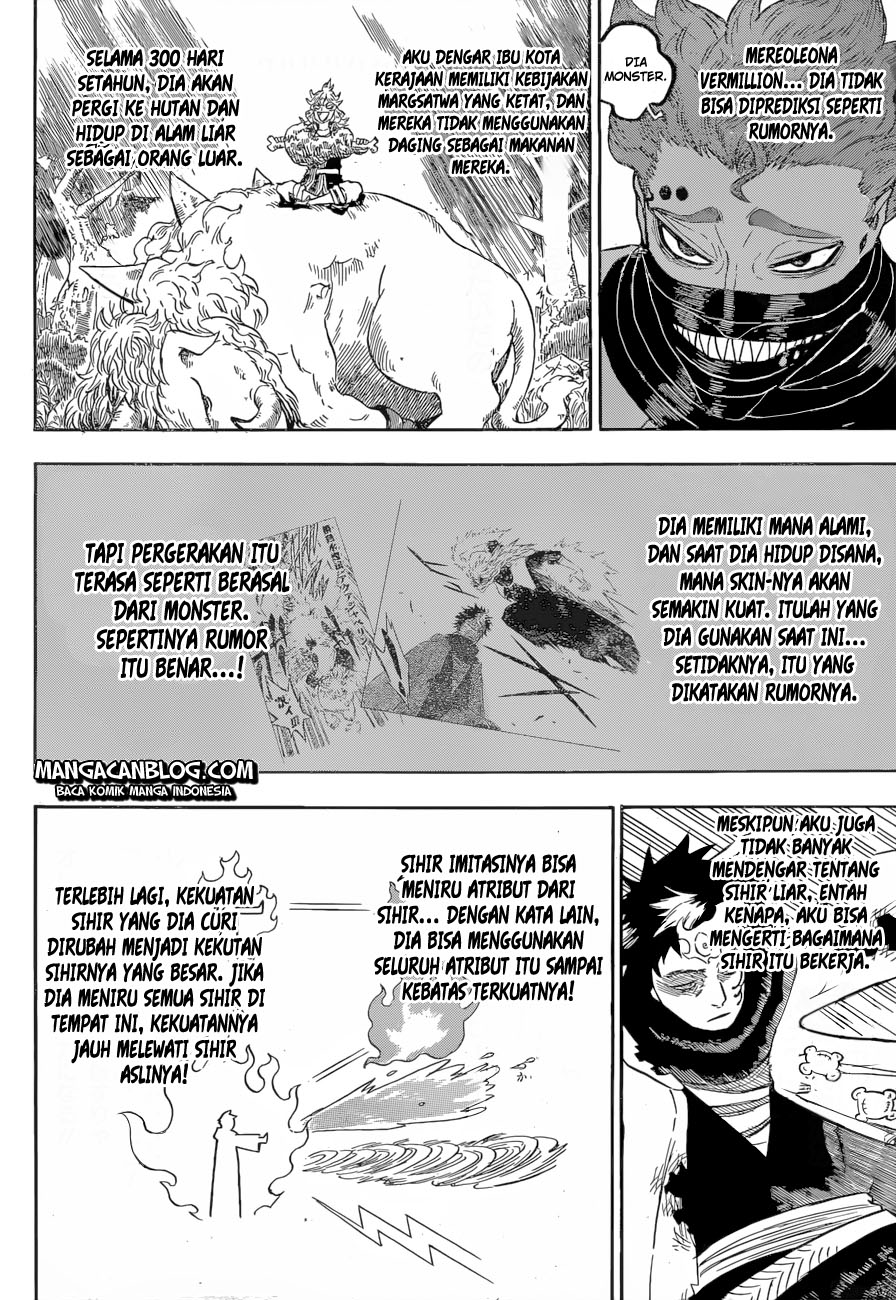 MEREOLEONA
VERMILLION... DIA TIDAK
BISA DIPREDIKSI SEPERTI
RUMORNYA.
DIA
MONSTER.
AKU DENGAR IBU KOTA
KERAJAAN MEMILIKI KEBIJAKAN
MARGSATWA YANG KETAT, DAN
MEREKA TIDAK MENGGUNAKAN
DAGING SEBAGAI MAKANAN
MEREKA.
SELAMA 300 HARI
SETAHUN, DIA AKAN
PERGI KE HUTAN DAN
HIDUP DI ALAM LIAR
SEBAGAI ORANG LUAR.
DIA MEMILIKI MANA ALAMI,
DAN SAAT DIA HIDUP DISANA,
MANA SKIN-NYA AKAN
SEMAKIN KUAT. ITULAH YANG
DIA GUNAKAN SAAT INI...
SETIDAKNYA, ITU YANG
DIKATAKAN RUMORNYA.
TAPI PERGERAKAN ITU
TERASA SEPERTI BERASAL
DARI MONSTER.
SEPERTINYA RUMOR
ITU BENAR...!
MANGACANBLOG.COM
BACA KOMIK MANGA INDONESIA
MESKIPUN AKU JUGA
TIDAK BANYAK
MENDENGAR TENTANG
SIHIR LIAR, ENTAH
KENAPA, AKU BISA
MENGERTI BAGAIMANA
SIHIR ITU BEKERJA.
SIHIR IMITASINYA BISA
MENIRU ATRIBUT DARI
SIHIR... DENGAN KATA LAIN,
DIA BISA MENGGUNAKAN
SELURUH ATRIBUT ITU SAMPAI
KEBATAS TERKUATNYA!
TERLEBIH LAGI, KEKUATAN
SIHIR YANG DIA CURI
DIRUBAH MENJADI KEKUTAN
SIHIRNYA YANG BESAR. JIKA
DIA MENIRU SEMUA SIHIR DI
TEMPAT INI, KEKUATANNYA
JAUH MELEWATI SIHIR
ASLINYA!